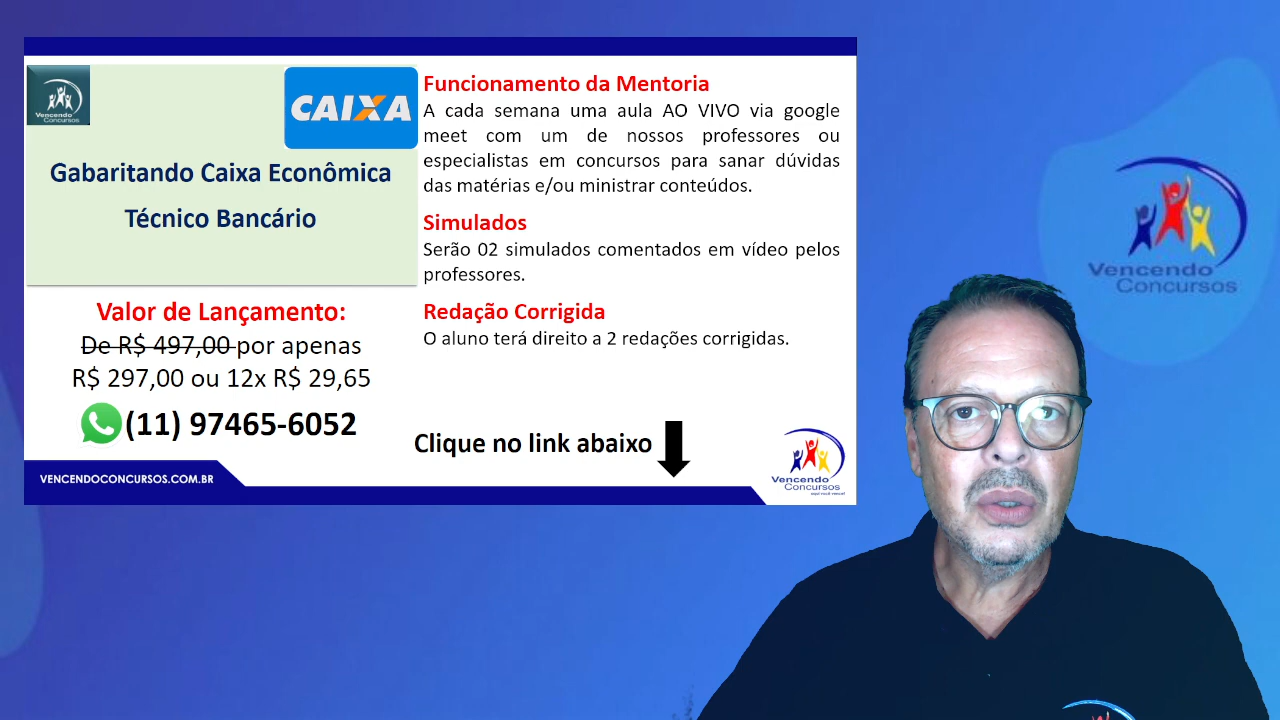 Vencendo
Concursos
CAIXA
Gabaritando Caixa Econômica
Técnico Bancário
Valor de Lançamento:
De R$ 497,00 por apenas
R$ 297,00 ou 12x R$ 29,65
(11) 97465-6052
VENCENDOCONCURSOS.COM.BR
Funcionamento da Mentoria
A cada semana uma aula AO VIVO via google
meet com um de nossos professores ou
especialistas em concursos para sanar dúvidas
das matérias e/ou ministrar conteúdos.
Simulados
Serão 02 simulados comentados em vídeo pelos
professores.
Redação Corrigida
O aluno terá direito a 2 redações corrigidas.
Clique no link abaixo
Vencendo
Concursos
aqui você vence!
Vencendo
Concursos